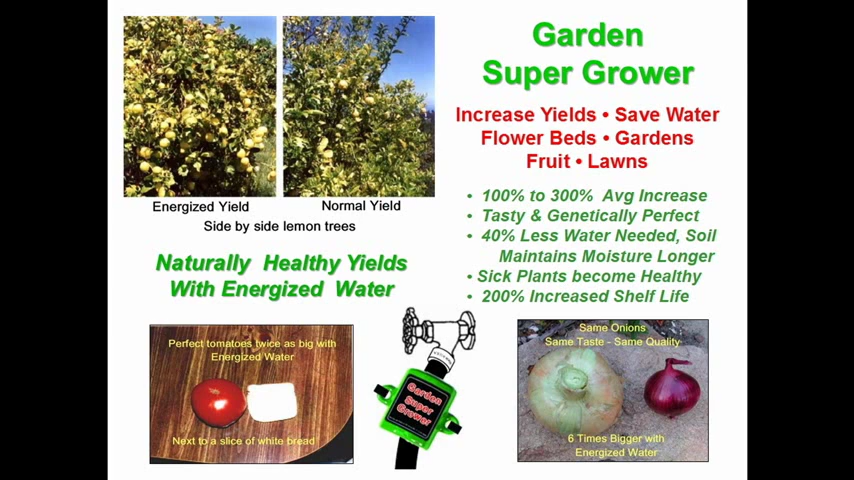 Garden
Super Grower
Increase Yields • Save Water
Flower Beds • Gardens
Fruit • Lawns
Energized Yield
Normal Yield
Side by side lemon trees
• 100% to 300% Avg Increase
• Tasty & Genetically Perfect
• 40% Less Water Needed, Soil
Maintains Moisture Longer
• Sick Plants become Healthy
• 200% Increased Shelf Life
Naturally Healthy Yields
With Energized Water
Perfect tomatoes twice as big with
Energized Water
Next to a slice of white bread
Garden
Super
Grower
Same Onions
Same Taste - Same Quality
6 Times Bigger with
Energized Water